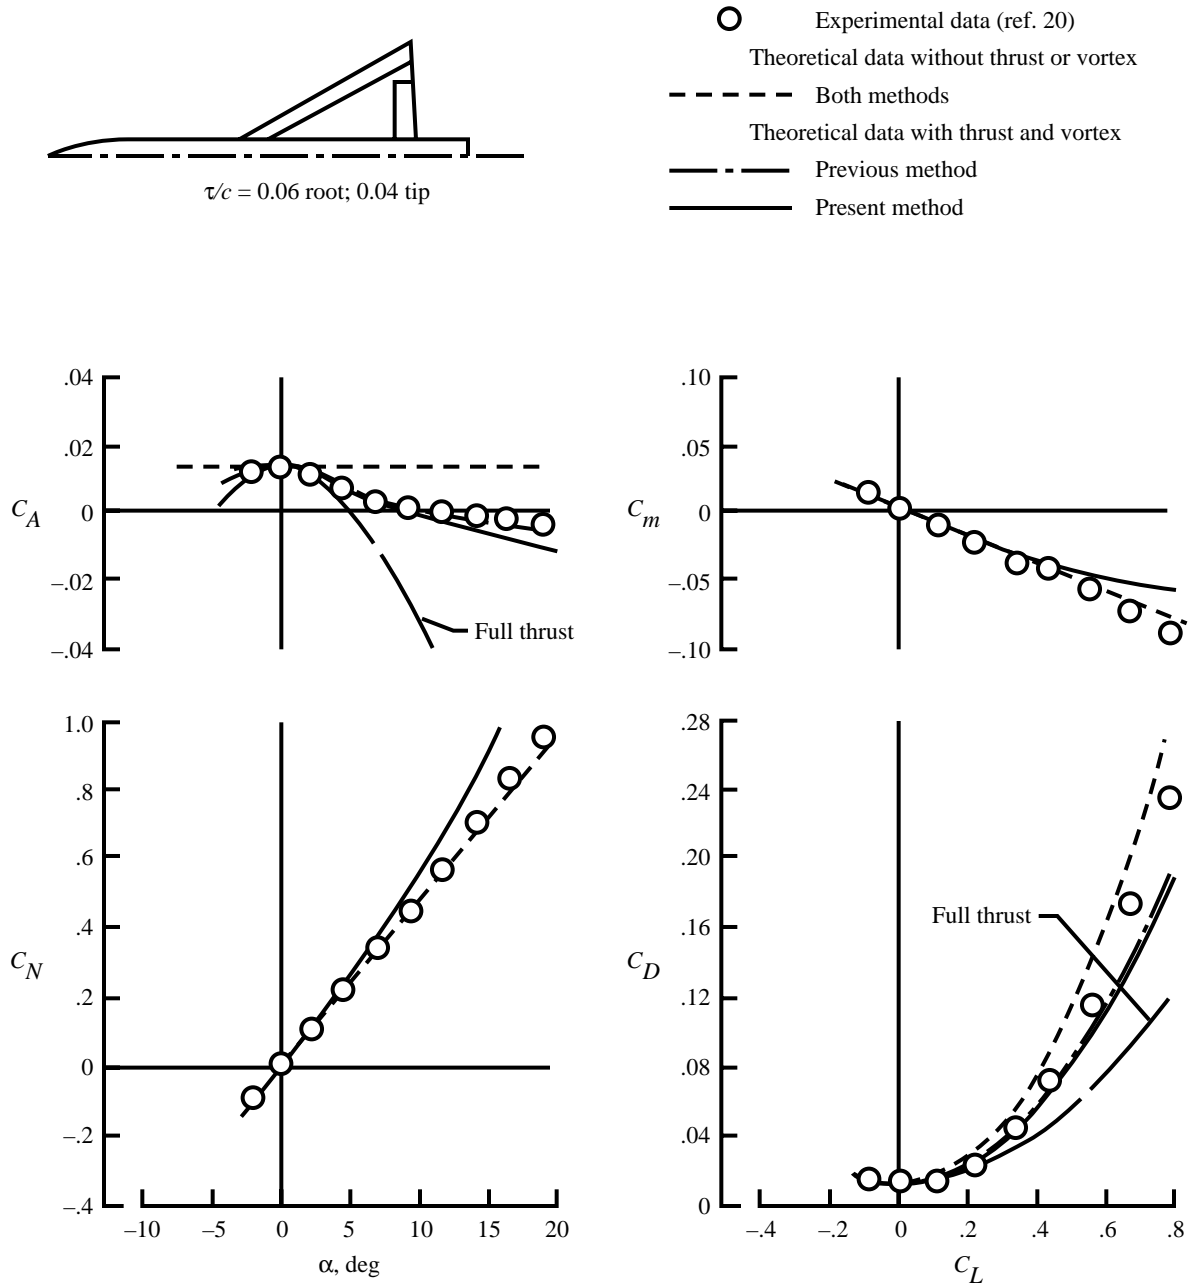 Experimental data (ref. 20)
Theoretical data without thrust or vortex
Both methods
Theoretical data with thrust and vortex
Previous method
Present method
τ/c = 0.06 root; 0.04 tip
.04
.02
0
–.02
–.04
C_A
Full thrust
.10
.05
0
–.05
–.10
C_m
1.0
.8
.6
.4
.2
0
–.2
–.4
C_N
–10
–5
0
5
10
15
20
α, deg
.28
.24
.20
.16
.12
.08
.04
0
C_D
Full thrust
–.4
–.2
0
.2
.4
.6
.8
C_L